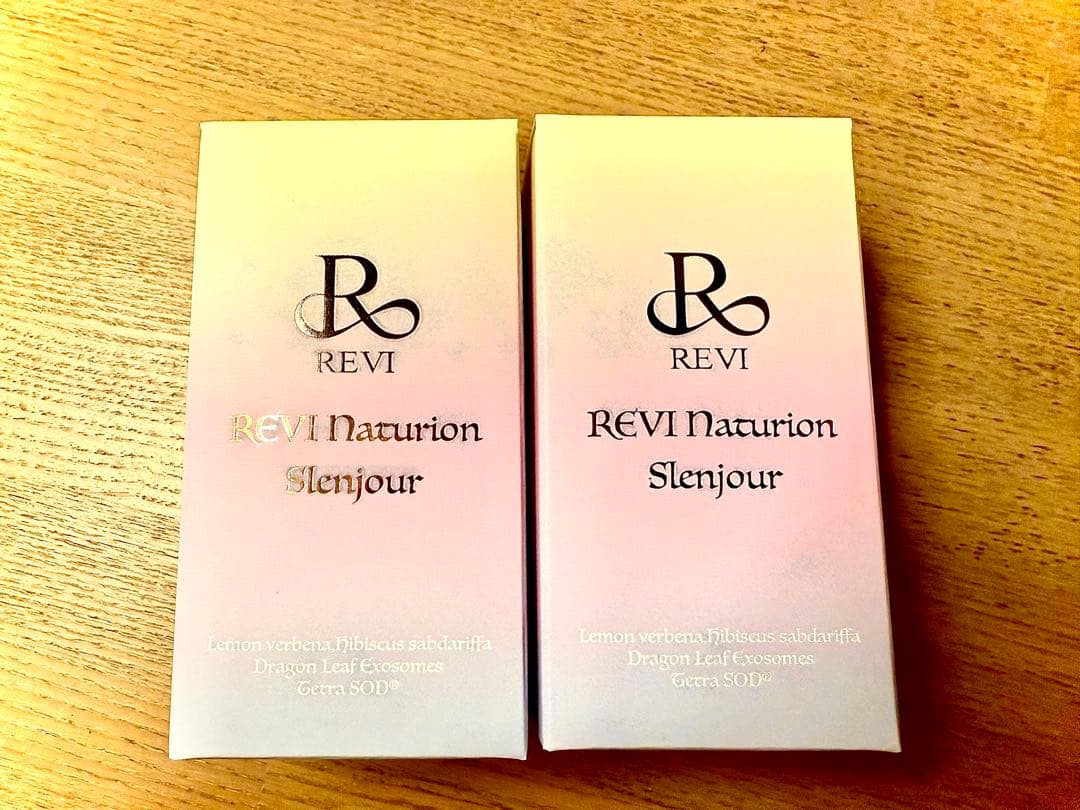 R
REVI
REVI Naturion
Slenjour
Lemon verbena,Hibiscus sabdariffa
Dragon Leaf Exosomes
Tetra SOD®
R
REVI
REVI Naturion
Slenjour
Lemon verbena,Hibiscus sabdariffa
Dragon Leaf Exosomes
Tetra SOD®